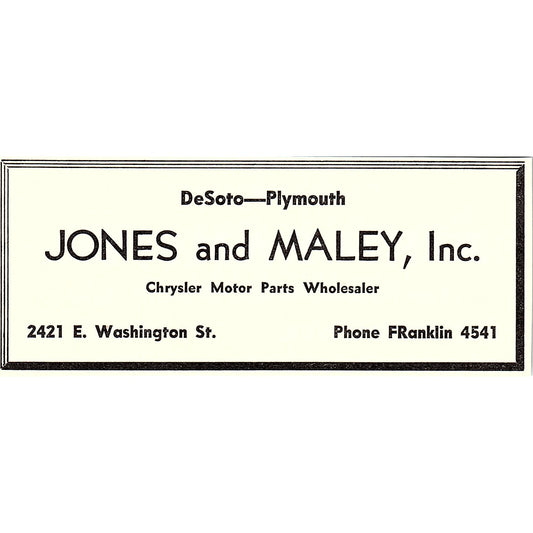 DeSoto—Plymouth
JONES and MALEY, Inc.
Chrysler Motor Parts Wholesaler
2421 E. Washington St. Phone FRanklin 4541